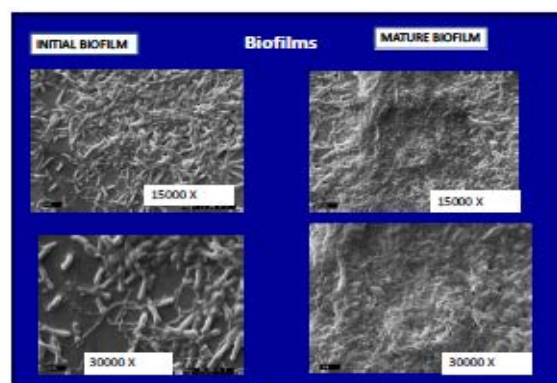 INITIAL BIOFILM
Biofilms
MATURE BIOFILM
15000 X
15000 X
30000 X
30000 X